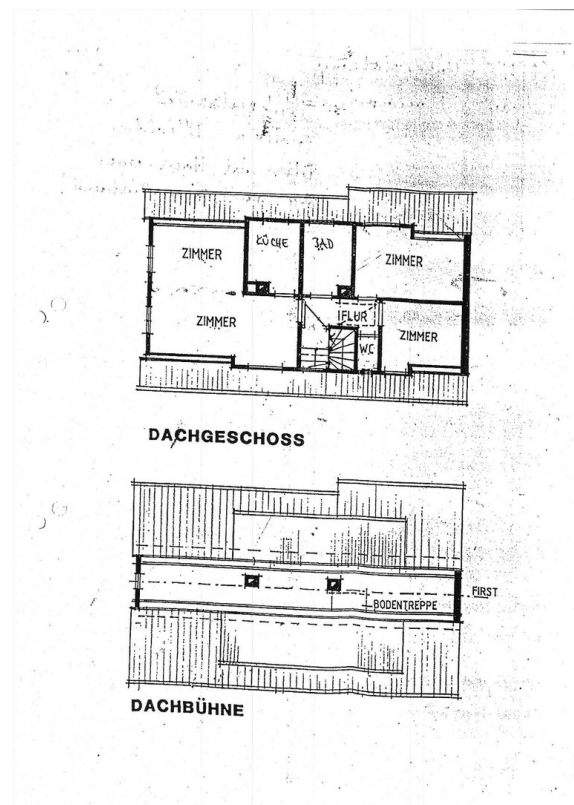 ZIMMER
KÜCHE
BAD
ZIMMER
ZIMMER
FLUR
WC
ZIMMER
DACHGESCHOSS
FIRST
BODENTREPPE
DACHBÜHNE